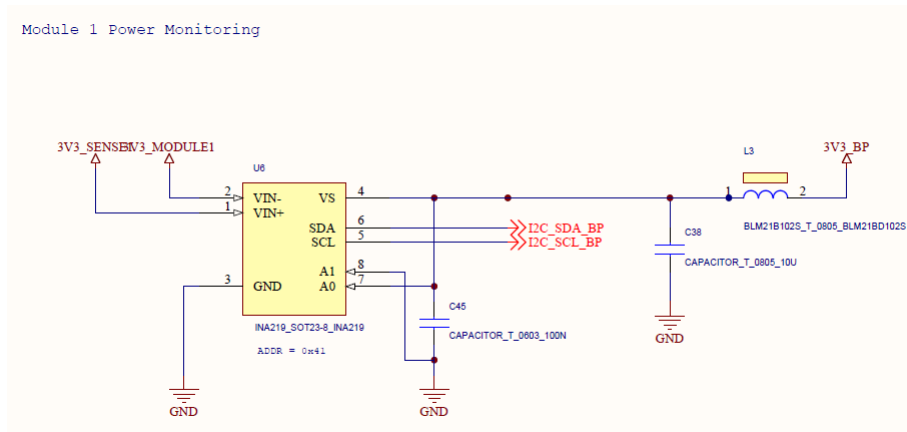 Module 1 Power Monitoring
3V3_SENSE1
3V3_MODULE1
L3
3V3_BP
U6
2 VIN-
1 VIN+
VS 4
1
2
SDA 6
I2C_SDA_BP
SCL 5
I2C_SCL_BP
BLM21B102S_T_0805_BLM21BD102S
C38
CAPACITOR_T_0805_10U
A1 8
3 GND
A0 7
C45
INA219_SOT23-8_INA219
CAPACITOR_T_0603_100N
ADDR = 0x41
GND
GND
GND